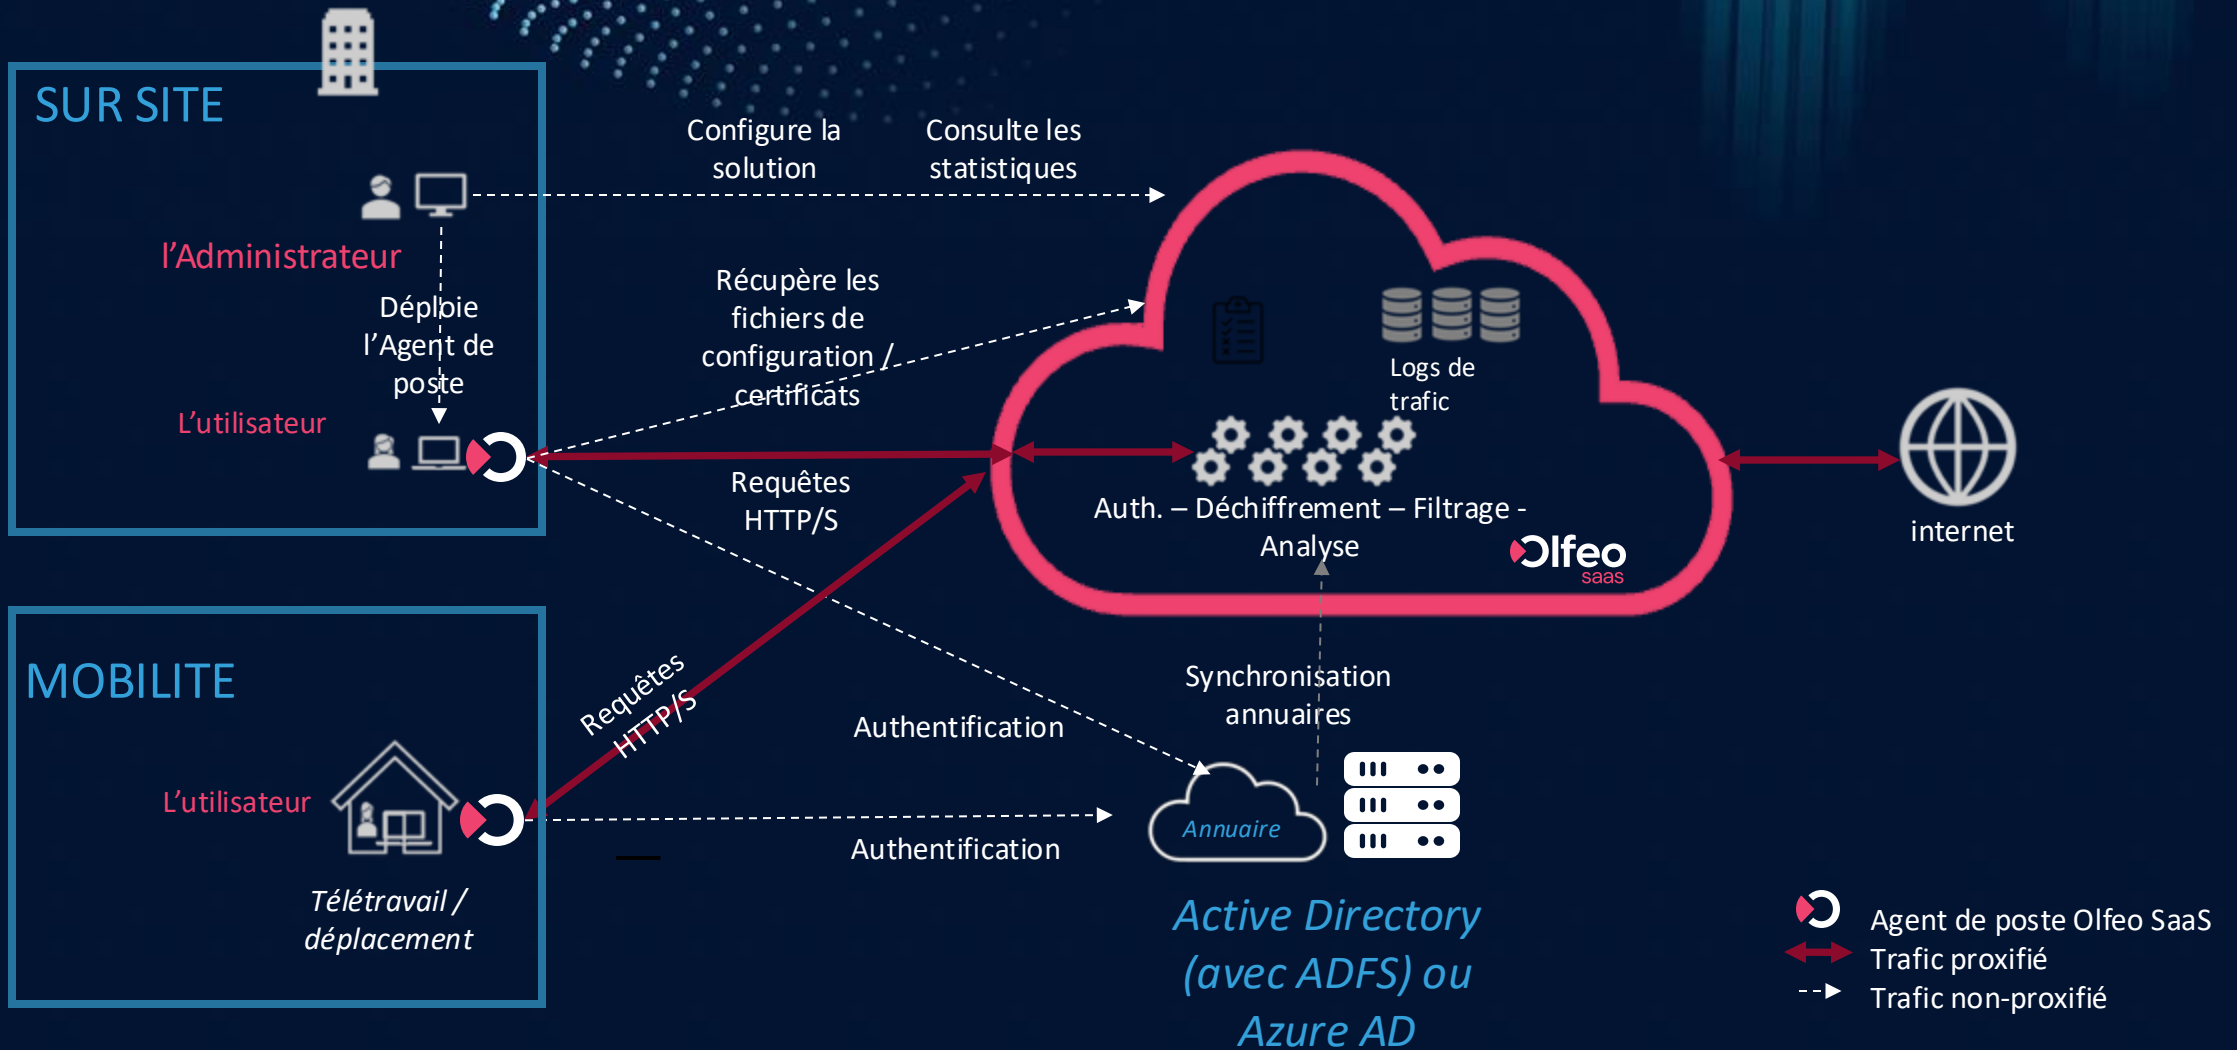 SUR SITE
l’Administrateur
Déploie
l’Agent de
poste
L’utilisateur
Configure la
solution
Consulte les
statistiques
Récupère les
fichiers de
configuration /
certificats
Requêtes
HTTP/S
Logs de
trafic
Auth. – Déchiffrement – Filtrage -
Analyse
Olfeo
saas
internet
MOBILITE
L’utilisateur
Télétravail /
déplacement
Requêtes
HTTP/S
Authentification
Authentification
Synchronisation
annuaires
Annuaire
Active Directory
(avec ADFS) ou
Azure AD
Agent de poste Olfeo SaaS
Trafic proxifié
Trafic non-proxifié